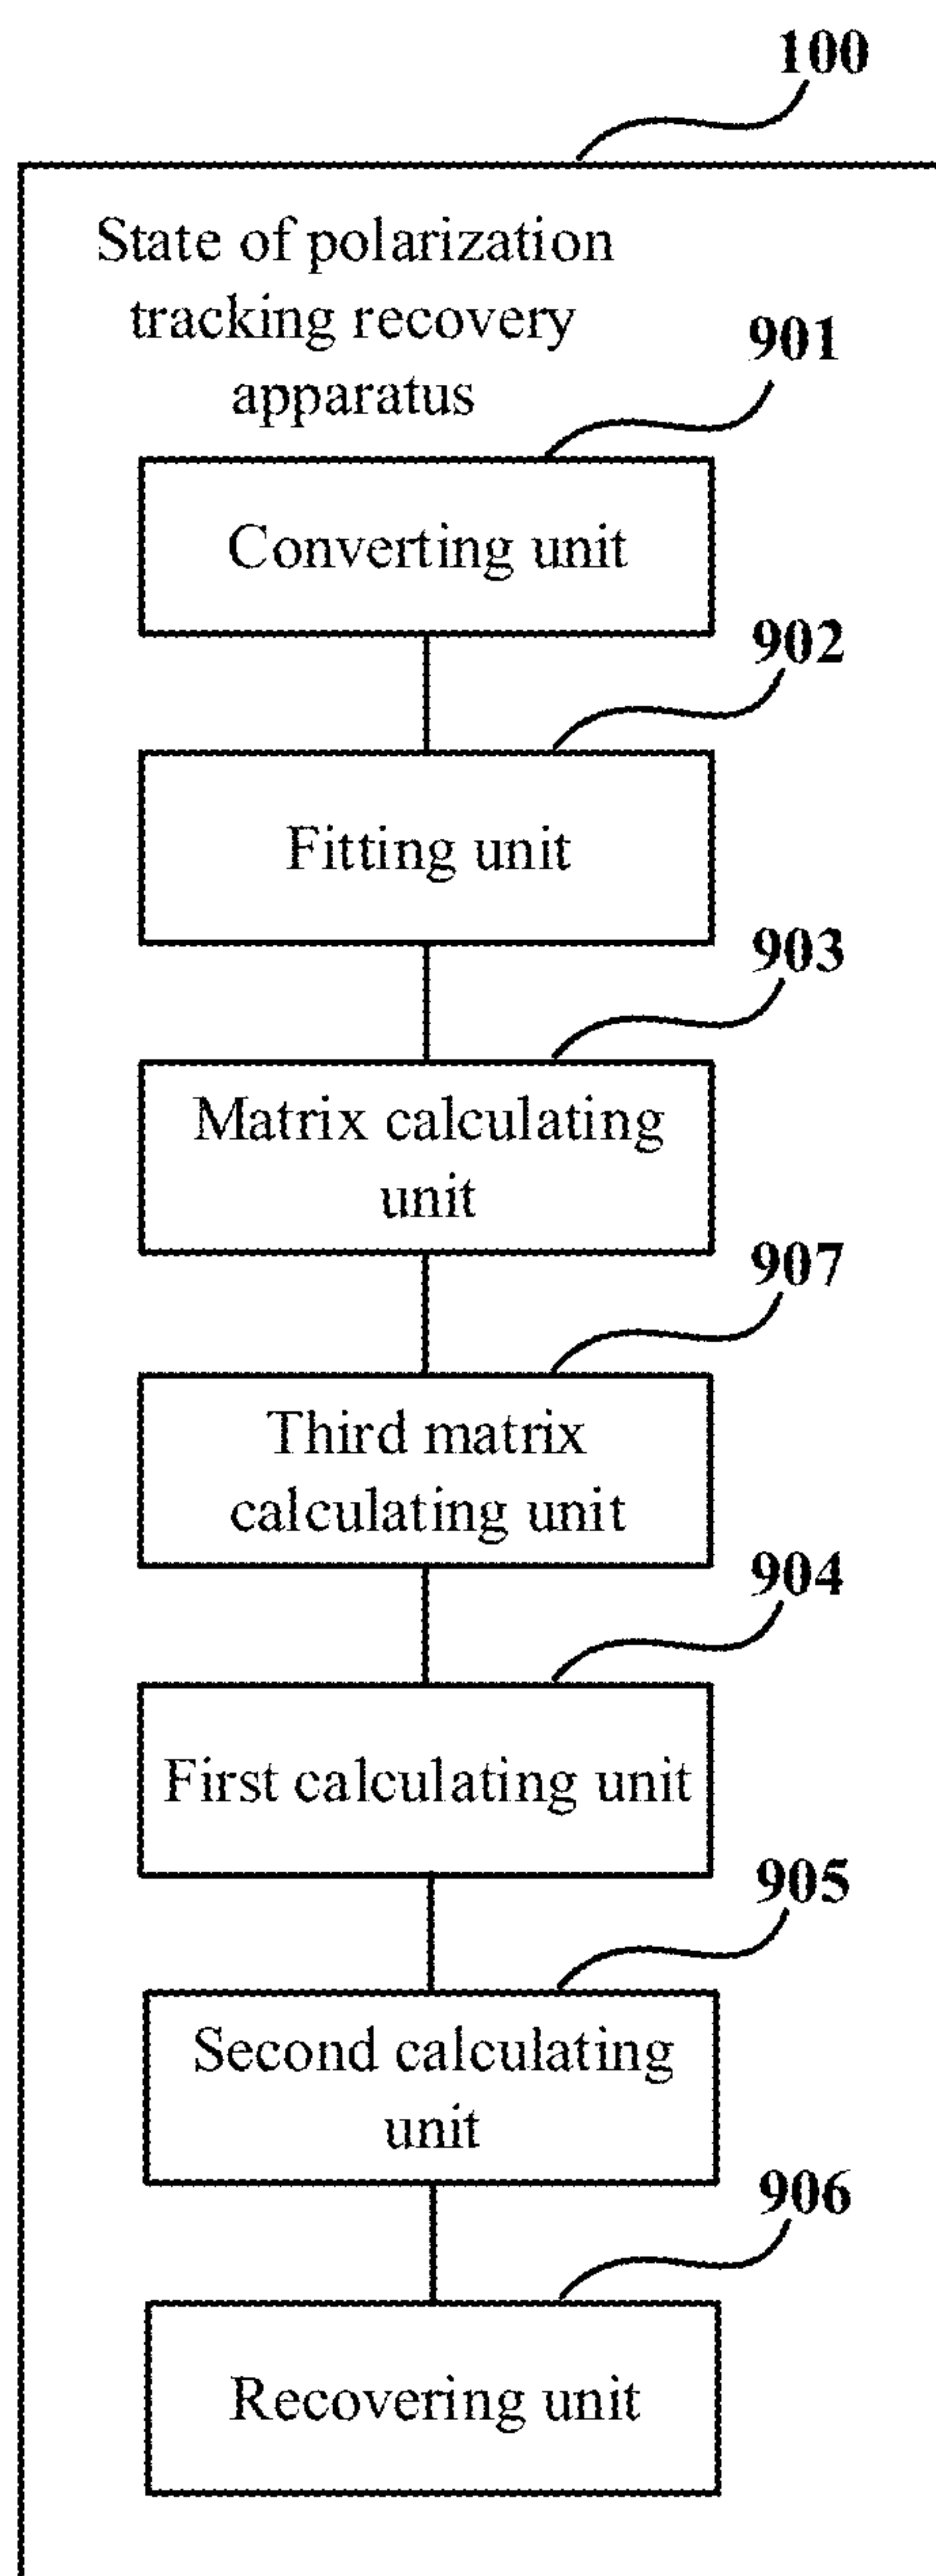 100
State of polarization
tracking recovery
apparatus
901
Converting unit
902
Fitting unit
903
Matrix calculating
unit
907
Third matrix
calculating unit
904
First calculating unit
905
Second calculating
unit
906
Recovering unit